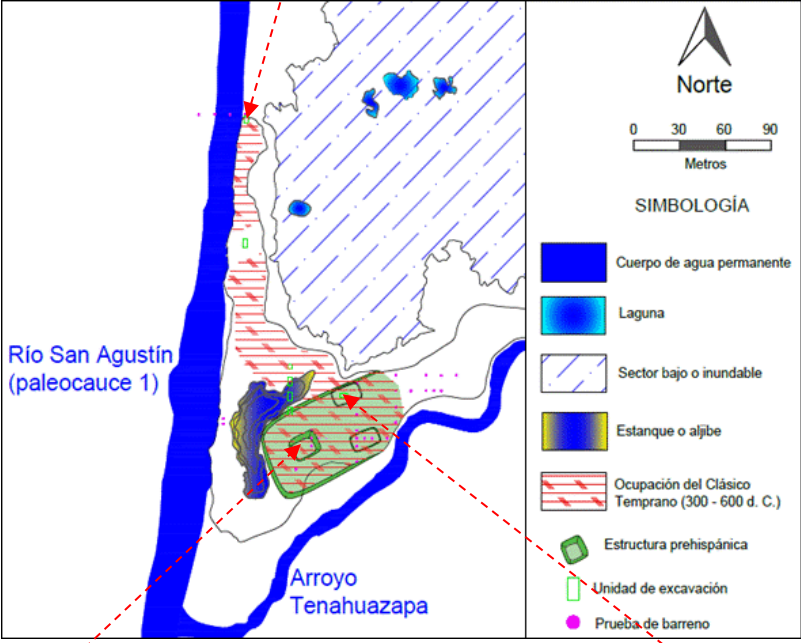 Río San Agustín
(paleocauce 1)
Arroyo
Tenahuazapa
Norte
0 30 60 90
Metros
SIMBOLOGÍA
Cuerpo de agua permanente
Laguna
Sector bajo o inundable
Estanque o aljibe
Ocupación del Clásico
Temprano (300 - 600 d. C.)
Estructura prehispánica
Unidad de excavación
Prueba de barreno